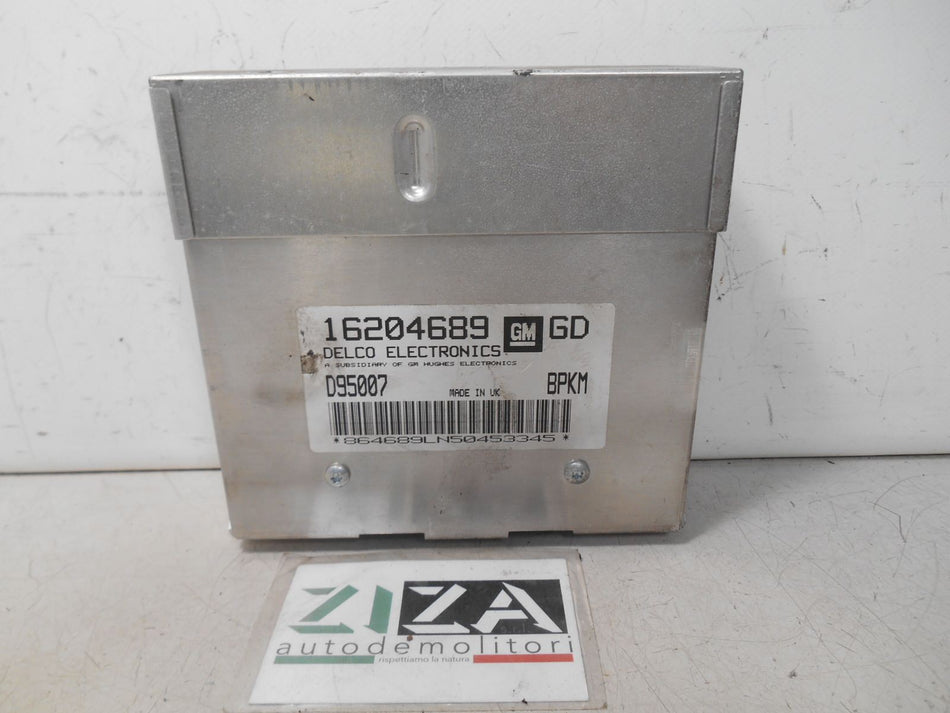 16204689 GM GD
DELCO ELECTRONICS
A SUBSIDIARY OF GM HUGHES ELECTRONICS
D95007 MADE IN UK BPKM
*864689LN50453345*
ZIZA
autodemolitori
rispettiamo la natura